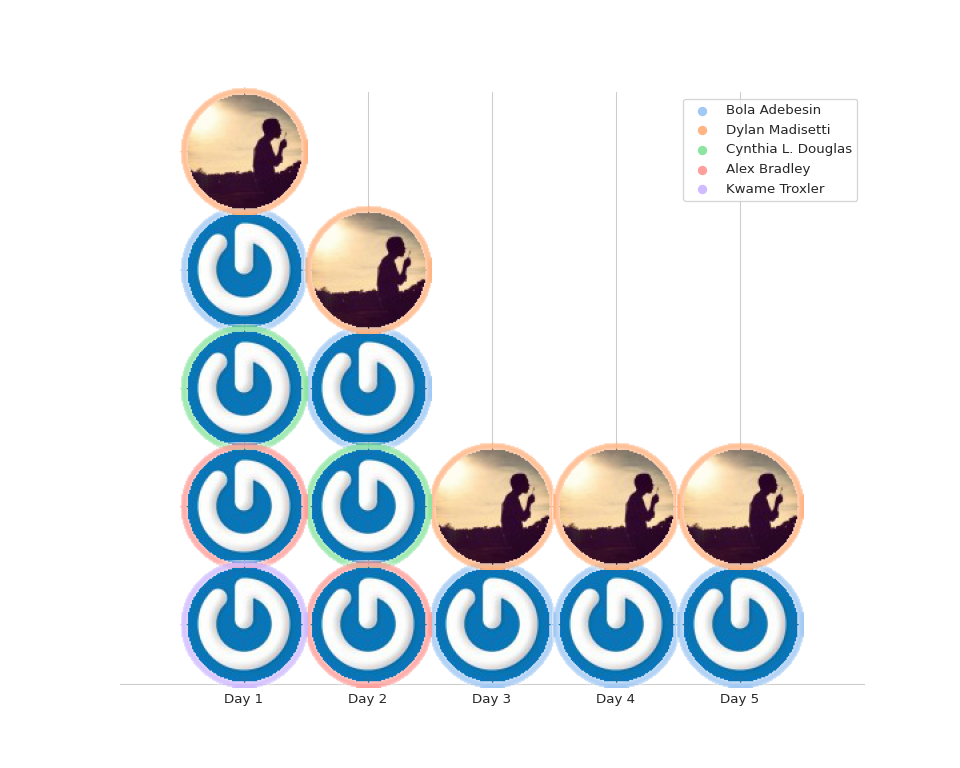 Bola Adebesin
Dylan Madisetti
Cynthia L. Douglas
Alex Bradley
Kwame Troxler
Day 1
Day 2
Day 3
Day 4
Day 5